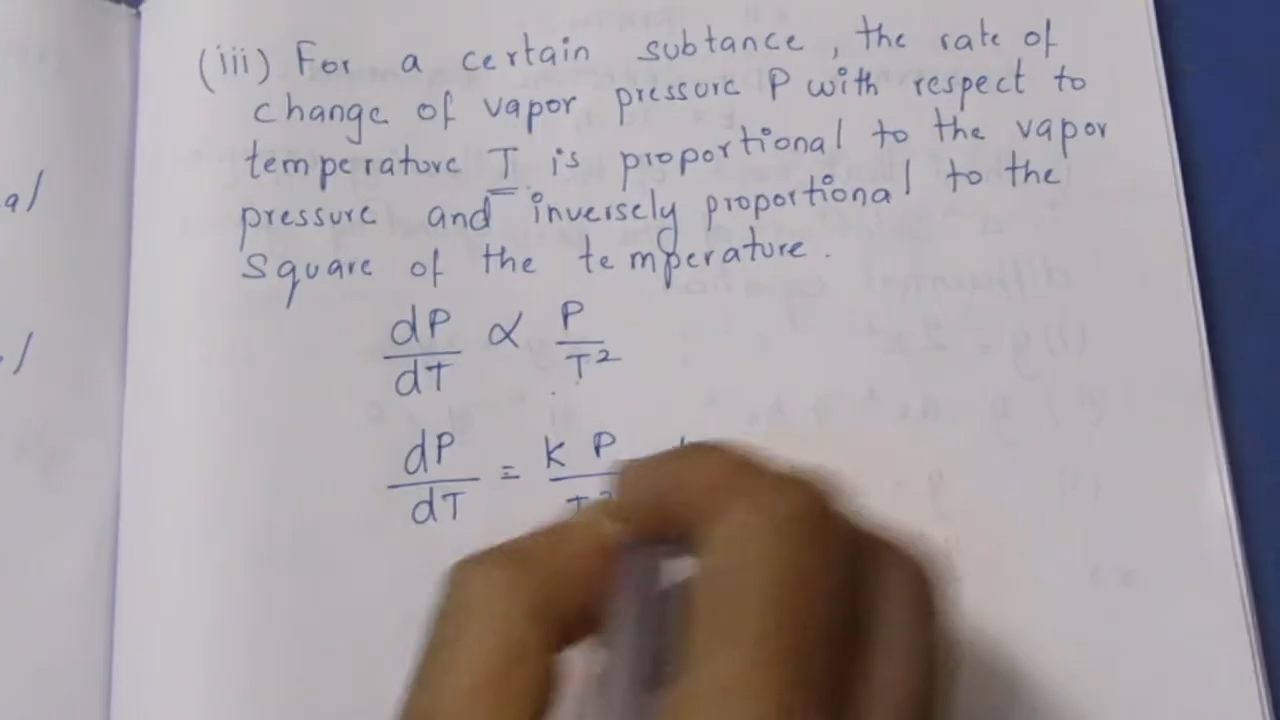 (iii) For a certain subtance, the rate of
change of vapor pressure P with respect to
temperature T is proportional to the vapor
pressure and inversely proportional to the
square of the temperature.
dP/dT ∝ P/T²
dP/dT = k P/T²
a/